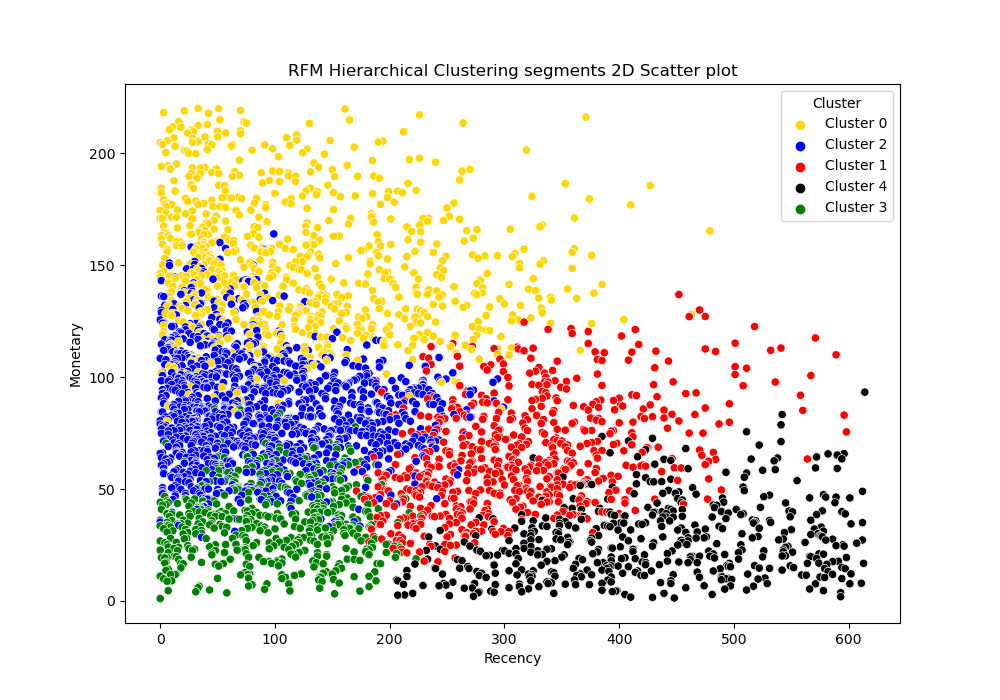 RFM Hierarchical Clustering segments 2D Scatter plot
Cluster
Cluster 0
Cluster 2
Cluster 1
Cluster 4
Cluster 3
200
150
100
50
0
Monetary
0 100 200 300 400 500 600
Recency